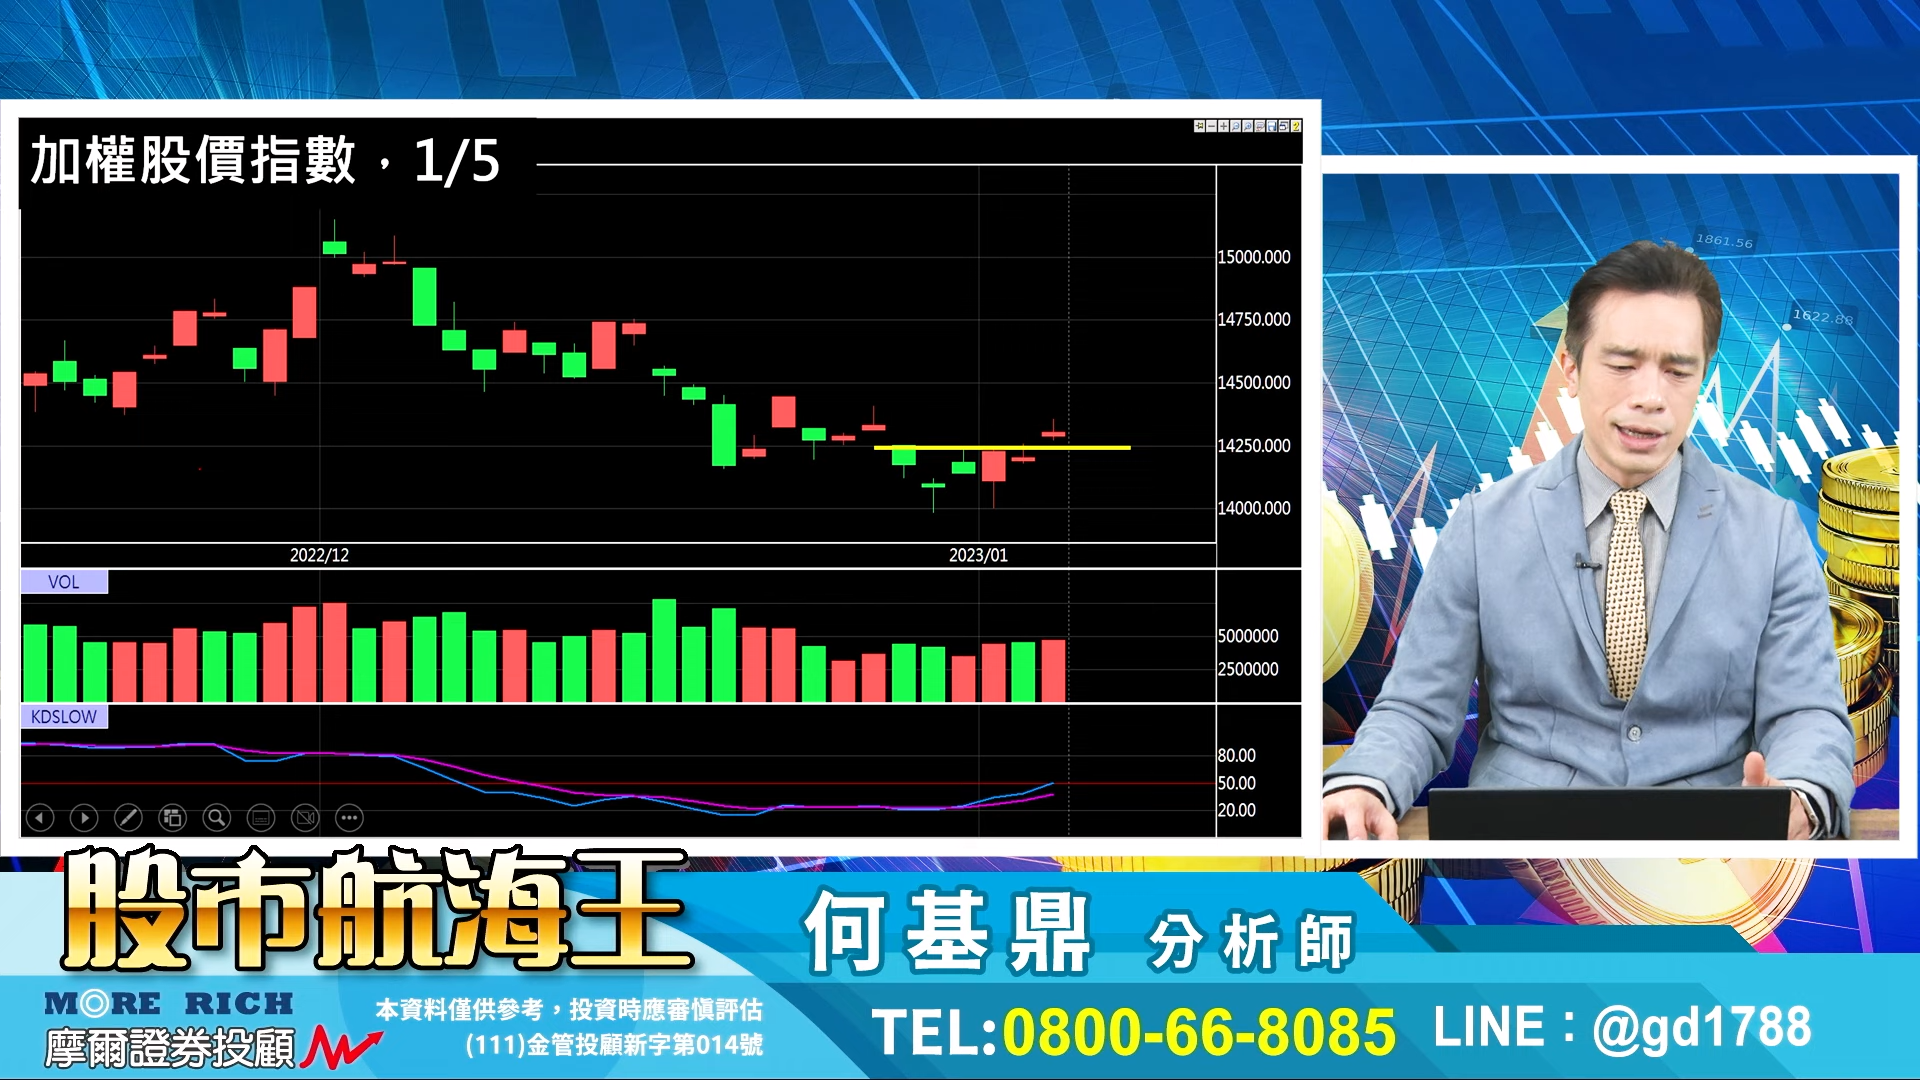 加權股價指數，1/5
1861.56
1622.88
15000.000
14750.000
14500.000
14250.000
14000.000
2022/12
2023/01
VOL
5000000
2500000
KDSLOW
80.00
50.00
20.00
股市航海王
何基鼎 分析師
MORE RICH
摩爾證券投顧
本資料僅供參考，投資時應審慎評估
(111)金管投顧新字第014號
TEL:0800-66-8085
LINE：@gd1788